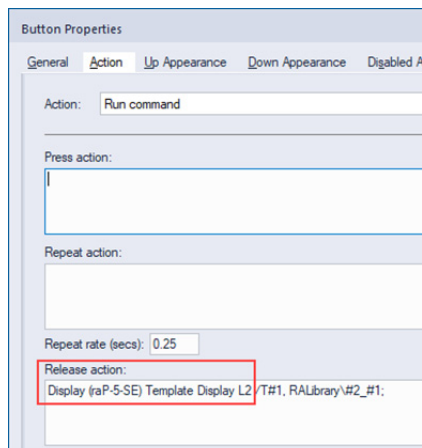 Button Properties
General Action Up Appearance Down Appearance Disabled A
Action: Run command
Press action:
Repeat action:
Repeat rate (secs): 0.25
Release action:
Display (raP-5-SE) Template Display L2 /T#1, RALibrary\#2_#1;